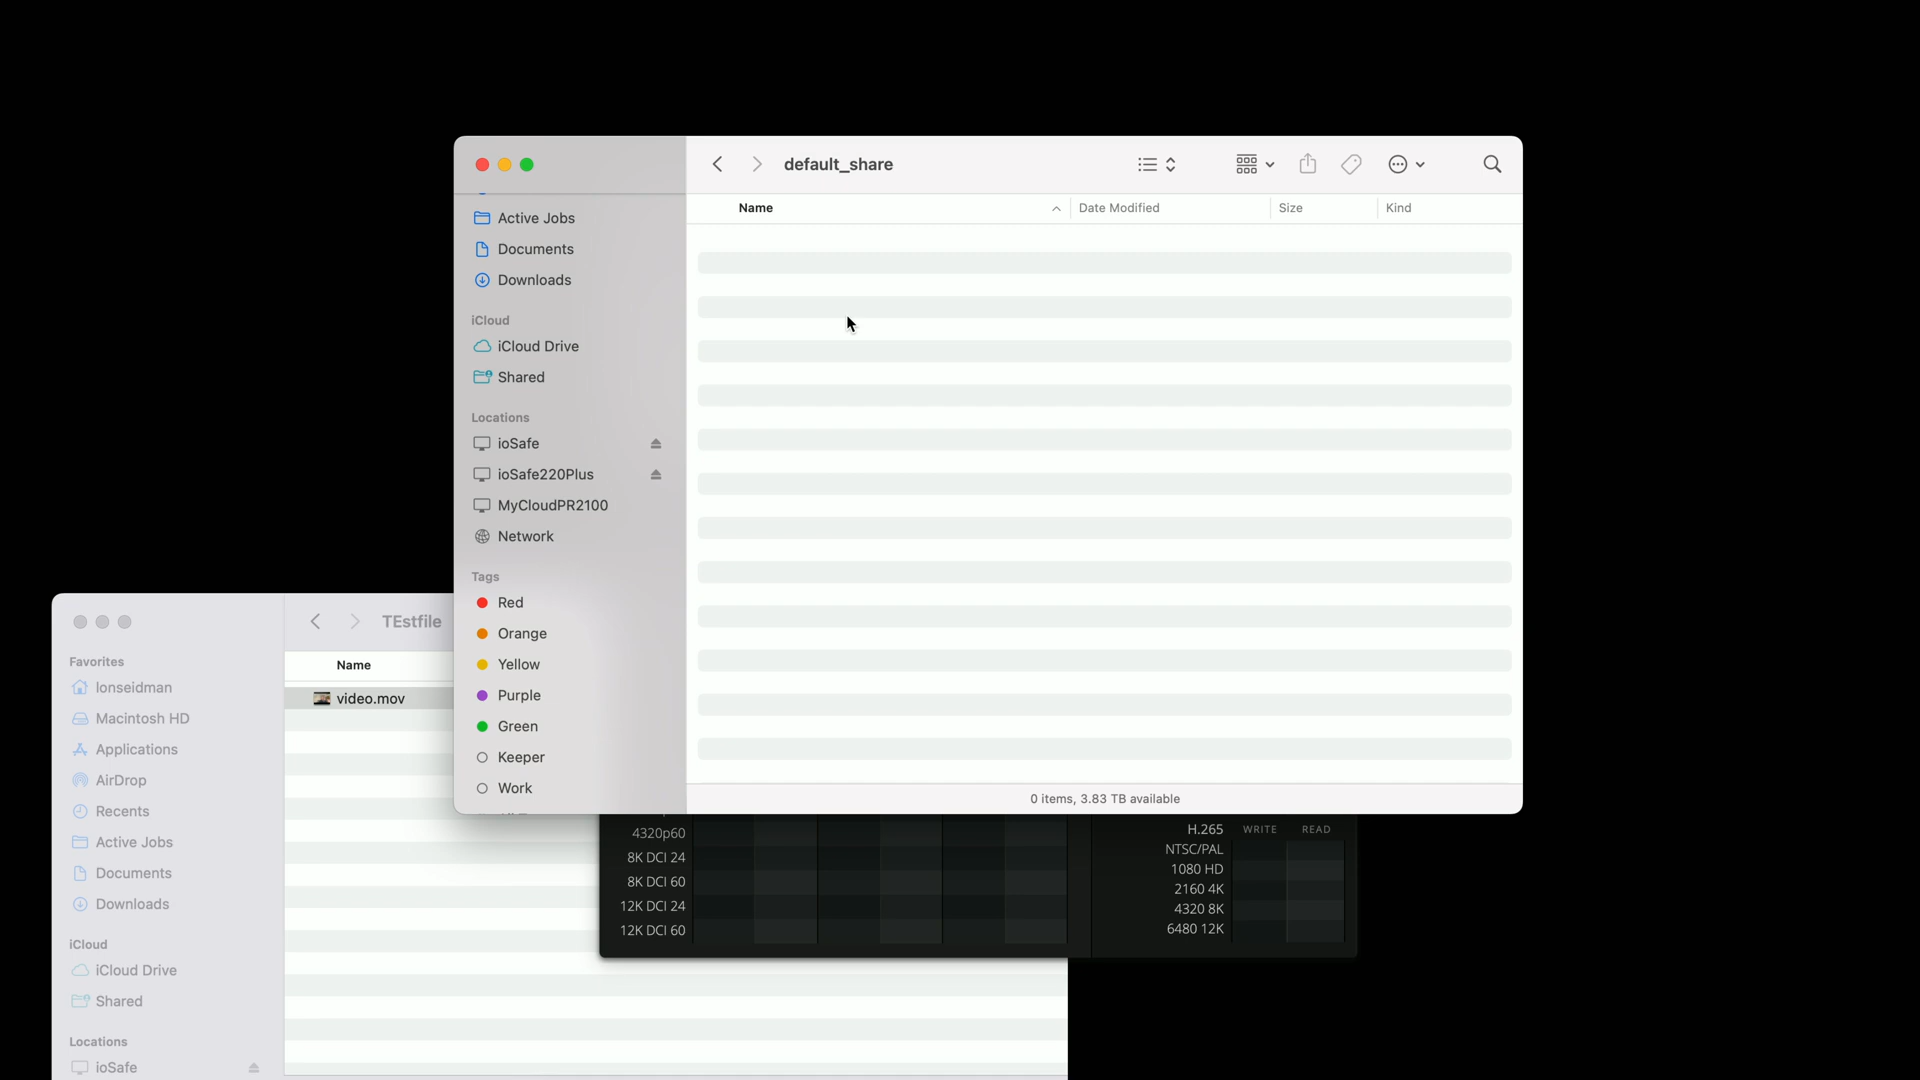 default_share
Name
Date Modified
Size
Kind
Active Jobs
Documents
Downloads
iCloud
iCloud Drive
Shared
Locations
ioSafe
ioSafe220Plus
MyCloudPR2100
Network
Tags
Red
Orange
Yellow
Purple
Green
Keeper
Work
0 items, 3.83 TB available
TEstfile
Favorites
lonseidman
Macintosh HD
Applications
AirDrop
Recents
Active Jobs
Documents
Downloads
iCloud
iCloud Drive
Shared
Locations
ioSafe
Name
video.mov
4320p60
8K DCI 24
8K DCI 60
12K DCI 24
12K DCI 60
H.265 WRITE READ
NTSC/PAL
1080 HD
2160 4K
4320 8K
6480 12K